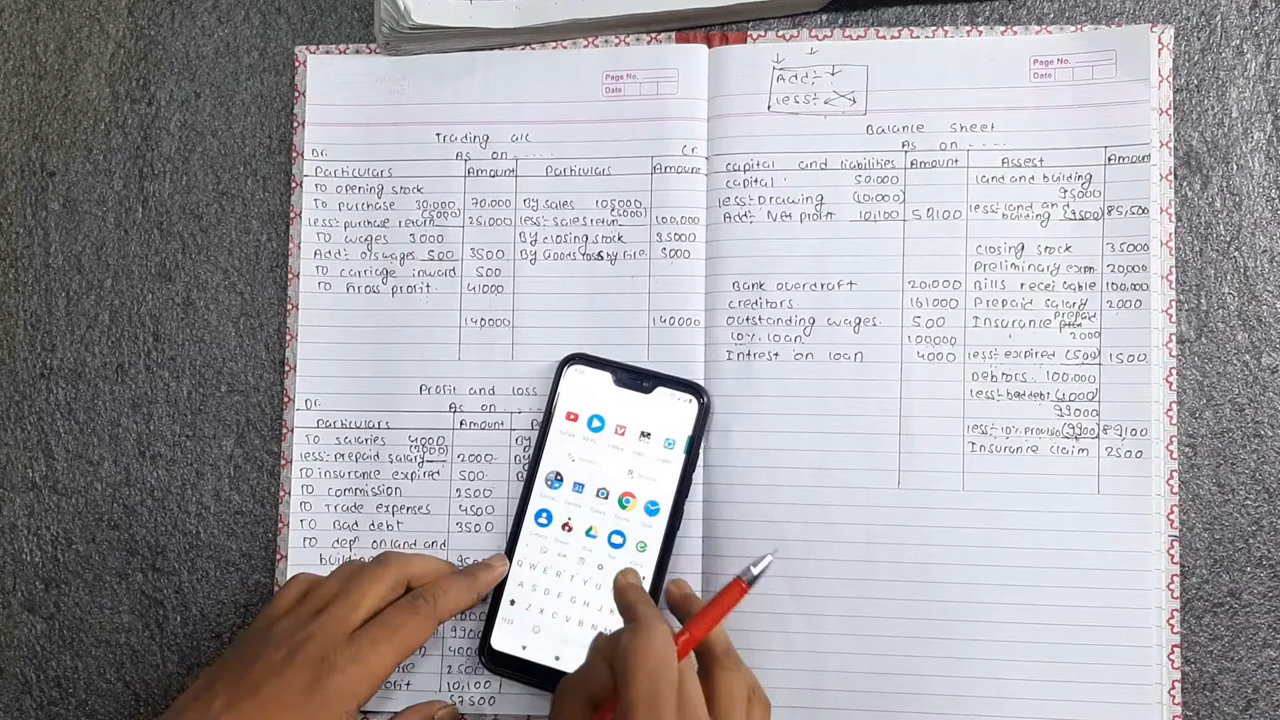 Page No.
Date
Trading a/c
As on .....
Dr. Cr.
Particulars Amount Particulars Amount
To opening stock 70,000
To purchase 30,000 By sales 105000
less:- purchase return (5000) 25,000 less:- sales return (5000) 100,000
To wages 3000 By closing stock 35000
Add:- o/s wages 500 3500 By Goods loss by Fire. 5000
To carriage inward 500
To Gross profit. 41000
140000 140000
Profit and loss
Dr. As on
Particulars Amount
To salaries 4000 By
less:- prepaid salary (2000) 2000
To insurance expired 500
To commission 2500
To Trade expenses 4500
To Bad debt 3500
To depn on land and
4000
2500
10,100
57500
Page No.
Date
Add:-
less:-
Balance Sheet
As on .....
capital and liabilities Amount Assest Amount
capital 50,000 land and building 95000
less:- Drawing (10,000) less:- land and building (9500) 85,500
Add:- Net profit 10,100 50,100
closing stock 35000
Preliminary expen. 20,000
Bank overdraft 20,000 Bills receivable 100,000
creditors. 161000 Prepaid salary 2000
outstanding wages. 500 Insurance prepaid 2000
10% loan 100000
Intrest on loan 4000 less:- expired (500) 1500.
Debtors. 100,000
less:- bad debt (1000)
99000
less:- 10% provision (9900) 89,100
Insurance claim 2500
Q W E R T Y U
A S D F G H J K
Z X C V B N M